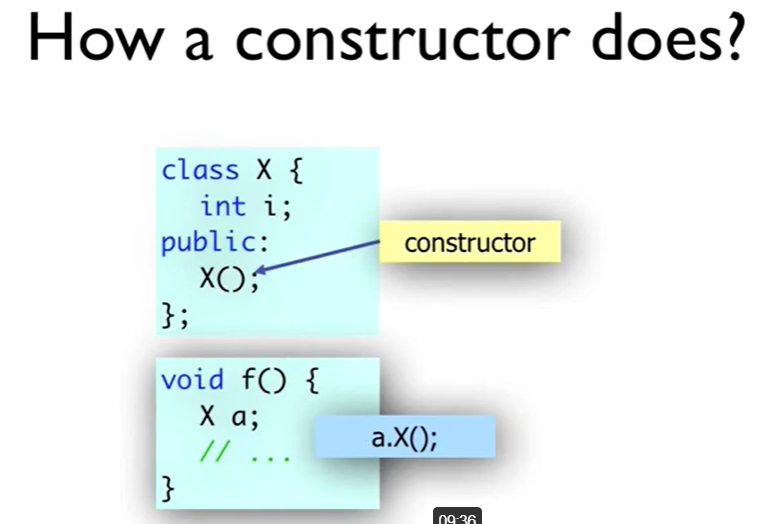 How a constructor does?
class X {
int i;
public:
constructor
X();
};
void f() {
X a;
a.X();
// ...
}
09:36